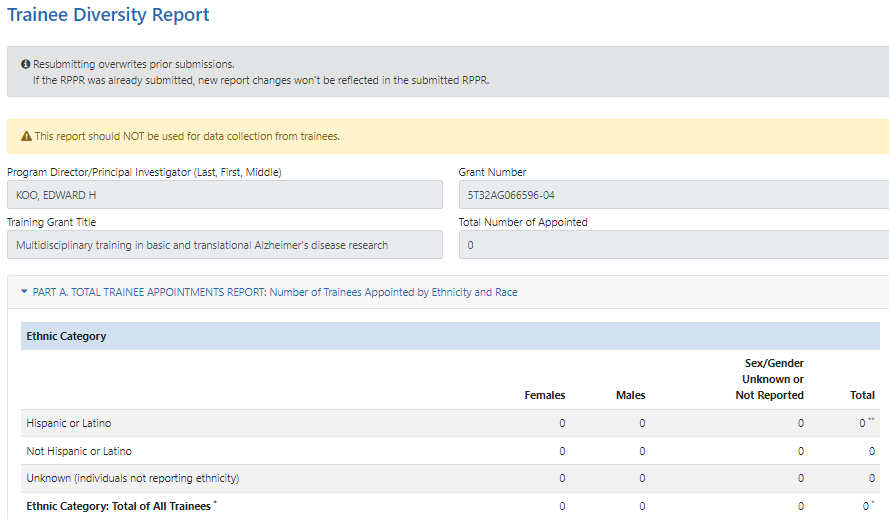 Trainee Diversity Report
Resubmitting overwrites prior submissions.
If the RPPR was already submitted, new report changes won't be reflected in the submitted RPPR.
This report should NOT be used for data collection from trainees.
Program Director/Principal Investigator (Last, First, Middle)
KOO, EDWARD H
Grant Number
5T32AG066596-04
Training Grant Title
Multidisciplinary training in basic and translational Alzheimer's disease research
Total Number of Appointed
0
PART A. TOTAL TRAINEE APPOINTMENTS REPORT: Number of Trainees Appointed by Ethnicity and Race
Ethnic Category
Females Males Sex/Gender Unknown or Not Reported Total
Hispanic or Latino 0 0 0 0 **
Not Hispanic or Latino 0 0 0 0
Unknown (individuals not reporting ethnicity) 0 0 0 0
Ethnic Category: Total of All Trainees * 0 0 0 0 *